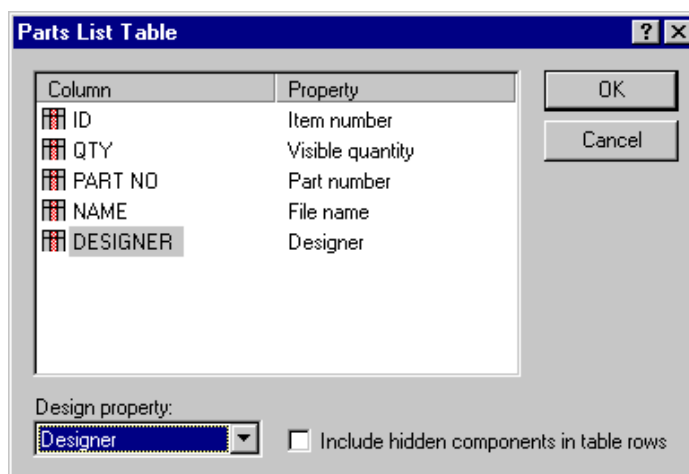 Parts List Table
Column Property
ID Item number
QTY Visible quantity
PART NO Part number
NAME File name
DESIGNER Designer
OK
Cancel
Design property:
Designer
Include hidden components in table rows